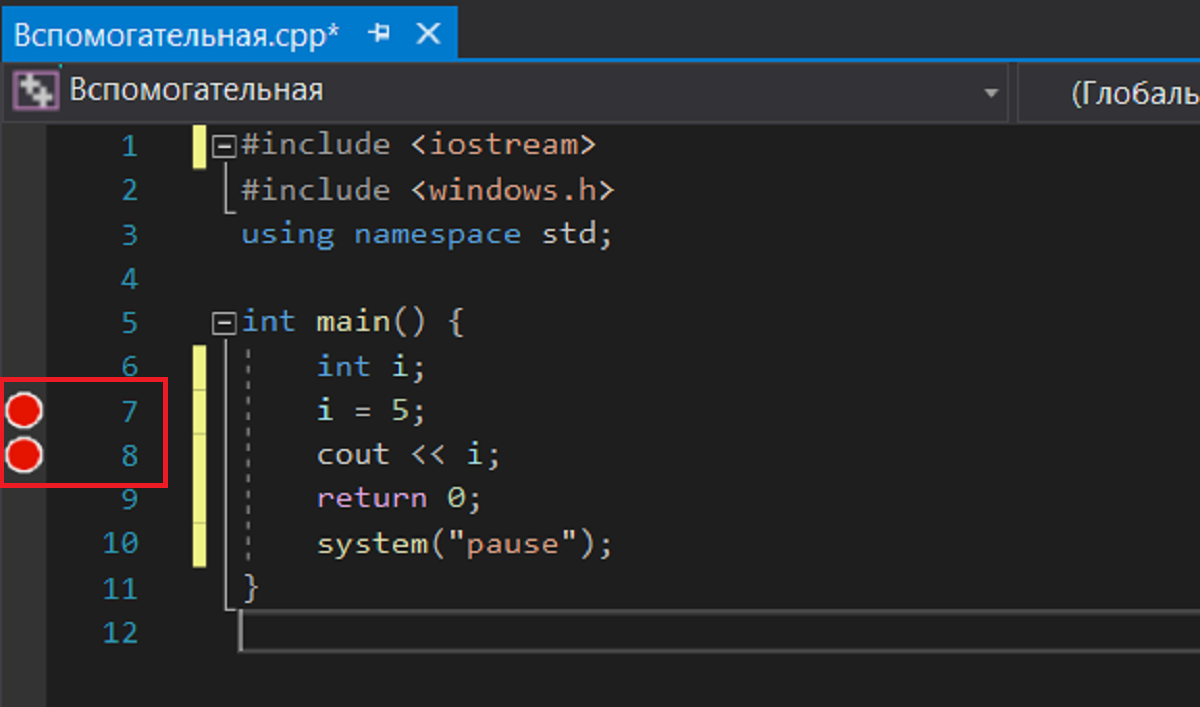 Вспомогательная.cpp*
Вспомогательная
(Глобаль
1 #include <iostream>
2 #include <windows.h>
3 using namespace std;
4
5 int main() {
6 int i;
7 i = 5;
8 cout << i;
9 return 0;
10 system("pause");
11 }
12